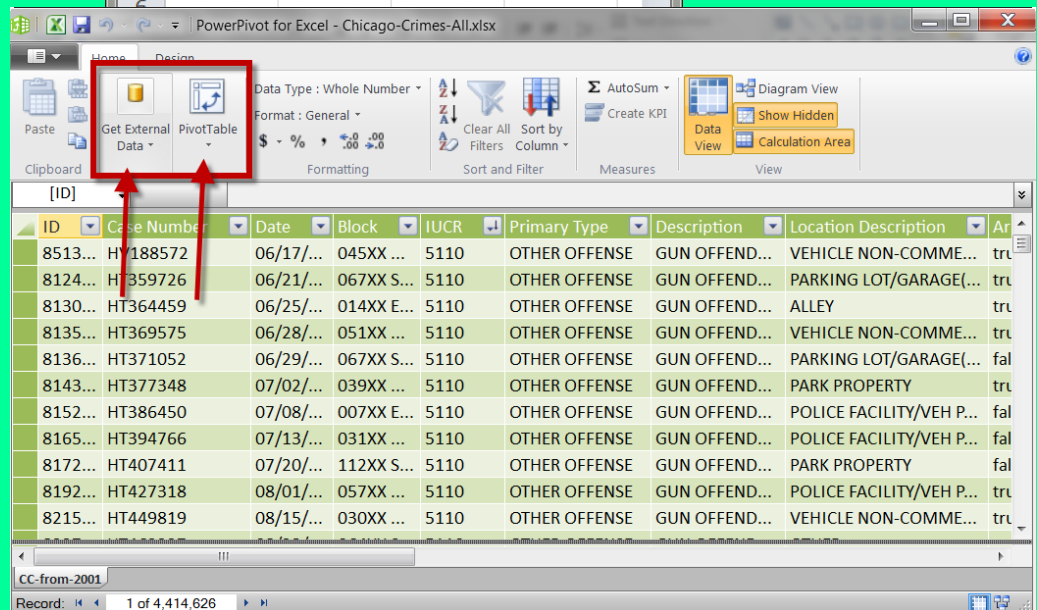 PowerPivot for Excel - Chicago-Crimes-All.xlsx
Home Design
Paste
Clipboard
Get External Data
PivotTable
Data Type : Whole Number
Format : General
$ % , .00 .00
Formatting
Clear All Filters
Sort by Column
Sort and Filter
Σ AutoSum
Create KPI
Measures
Data View
Diagram View
Show Hidden
Calculation Area
View
[ID]
ID Case Number Date Block IUCR Primary Type Description Location Description Ar
8513... HV188572 06/17/... 045XX ... 5110 OTHER OFFENSE GUN OFFEND... VEHICLE NON-COMME... tru
8124... HT359726 06/21/... 067XX S... 5110 OTHER OFFENSE GUN OFFEND... PARKING LOT/GARAGE(... tru
8130... HT364459 06/25/... 014XX E... 5110 OTHER OFFENSE GUN OFFEND... ALLEY tru
8135... HT369575 06/28/... 051XX ... 5110 OTHER OFFENSE GUN OFFEND... VEHICLE NON-COMME... tru
8136... HT371052 06/29/... 067XX S... 5110 OTHER OFFENSE GUN OFFEND... PARKING LOT/GARAGE(... fal
8143... HT377348 07/02/... 039XX ... 5110 OTHER OFFENSE GUN OFFEND... PARK PROPERTY tru
8152... HT386450 07/08/... 007XX E... 5110 OTHER OFFENSE GUN OFFEND... POLICE FACILITY/VEH P... fal
8165... HT394766 07/13/... 031XX ... 5110 OTHER OFFENSE GUN OFFEND... POLICE FACILITY/VEH P... fal
8172... HT407411 07/20/... 112XX S... 5110 OTHER OFFENSE GUN OFFEND... PARK PROPERTY fal
8192... HT427318 08/01/... 057XX ... 5110 OTHER OFFENSE GUN OFFEND... POLICE FACILITY/VEH P... tru
8215... HT449819 08/15/... 030XX ... 5110 OTHER OFFENSE GUN OFFEND... VEHICLE NON-COMME... tru
CC-from-2001
Record: 1 of 4,414,626